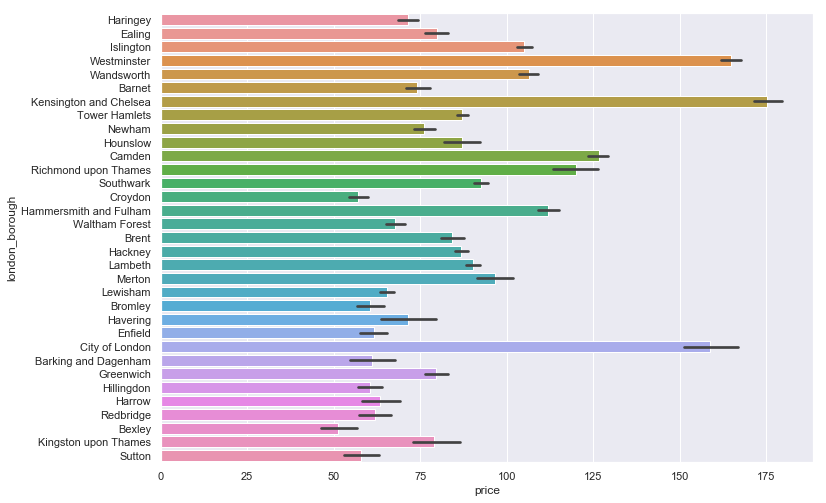 Haringey
Ealing
Islington
Westminster
Wandsworth
Barnet
Kensington and Chelsea
Tower Hamlets
Newham
Hounslow
Camden
Richmond upon Thames
Southwark
Croydon
Hammersmith and Fulham
Waltham Forest
Brent
Hackney
Lambeth
Merton
Lewisham
Bromley
Havering
Enfield
City of London
Barking and Dagenham
Greenwich
Hillingdon
Harrow
Redbridge
Bexley
Kingston upon Thames
Sutton
london_borough
0 25 50 75 100 125 150 175
price